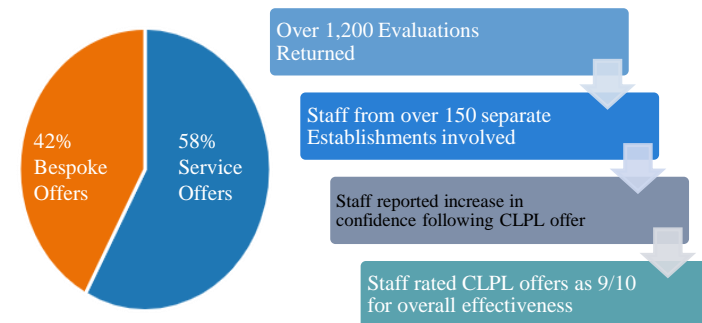 42%
Bespoke
Offers
58%
Service
Offers
Over 1,200 Evaluations
Returned
Staff from over 150 separate
Establishments involved
Staff reported increase in
confidence following CLPL offer
Staff rated CLPL offers as 9/10
for overall effectiveness